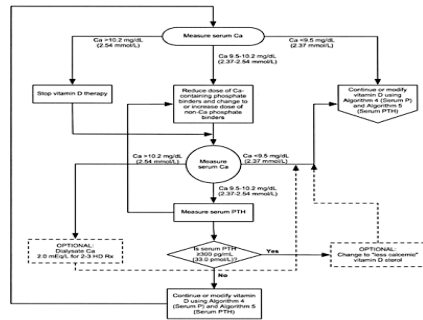 Measure serum Ca
Ca >10.2 mg/dL
(2.54 mmol/L)
Ca <9.5 mg/dL
(2.37 mmol/L)
Ca 9.5-10.2 mg/dL
(2.37-2.54 mmol/L)
Stop vitamin D therapy
Reduce dose of Ca-
containing phosphate
binders and change to
or increase dose of
non-Ca phosphate
binders
Continue or modify
vitamin D using
Algorithm 4 (Serum P)
and Algorithm 5
(Serum PTH)
Ca >10.2 mg/dL
(2.54 mmol/L)
Measure
serum Ca
Ca <9.5 mg/dL
(2.37 mmol/L)
Ca 9.5-10.2 mg/dL
(2.37-2.54 mmol/L)
Measure serum PTH
OPTIONAL:
Dialysate Ca
2.0 mEq/L for 2-3 HD Rx
Is serum PTH
≥300 pg/mL
(33.0 pmol/L)?
Yes
OPTIONAL:
Change to "less calcemic"
vitamin D sterol
No
Continue or modify vitamin
D using Algorithm 4
(Serum P) and Algorithm 5
(Serum PTH)